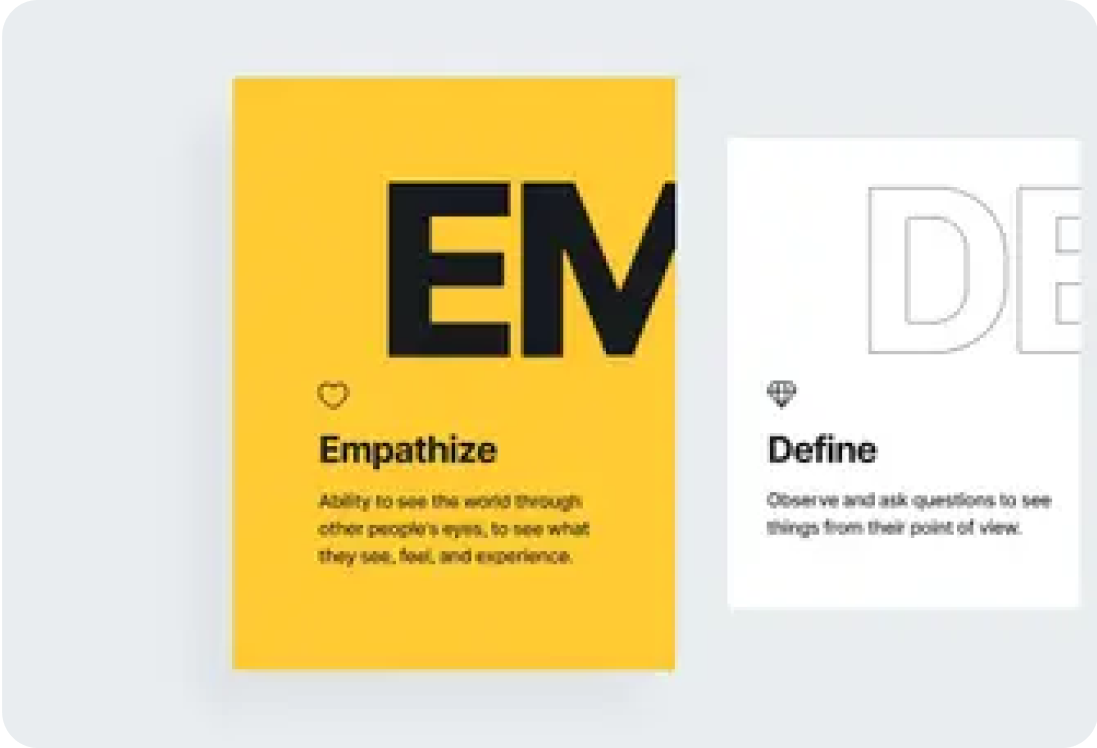 EM
Empathize
Ability to see the world through
other people's eyes, to see what
they see, feel, and experience.
DE
Define
Observe and ask questions to see
things from their point of view.